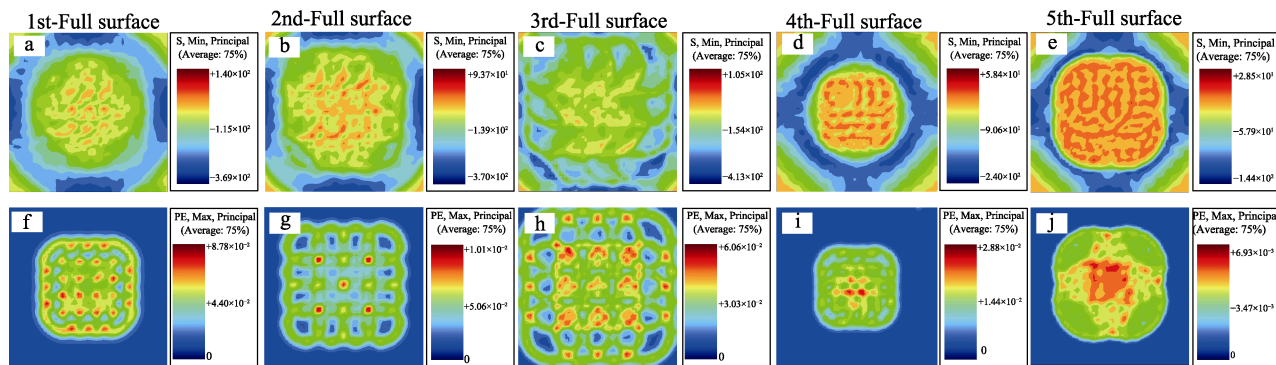 1st-Full surface
2nd-Full surface
3rd-Full surface
4th-Full surface
5th-Full surface
a
S, Min, Principal
(Average: 75%)
+1.40×10²
−1.15×10²
−3.69×10²
b
S, Min, Principal
(Average: 75%)
+9.37×10¹
−1.39×10²
−3.70×10²
c
S, Min, Principal
(Average: 75%)
+1.05×10²
−1.54×10²
−4.13×10²
d
S, Min, Principal
(Average: 75%)
+5.84×10¹
−9.06×10¹
−2.40×10²
e
S, Min, Principal
(Average: 75%)
+2.85×10¹
−5.79×10¹
−1.44×10²
f
PE, Max, Principal
(Average: 75%)
+8.78×10⁻²
+4.40×10⁻²
0
g
PE, Max, Principal
(Average: 75%)
+1.01×10⁻²
+5.06×10⁻²
0
h
PE, Max, Principal
(Average: 75%)
+6.06×10⁻²
+3.03×10⁻²
0
i
PE, Max, Principal
(Average: 75%)
+2.88×10⁻²
+1.44×10⁻²
0
j
PE, Max, Principal
(Average: 75%)
+6.93×10⁻³
−3.47×10⁻³
0